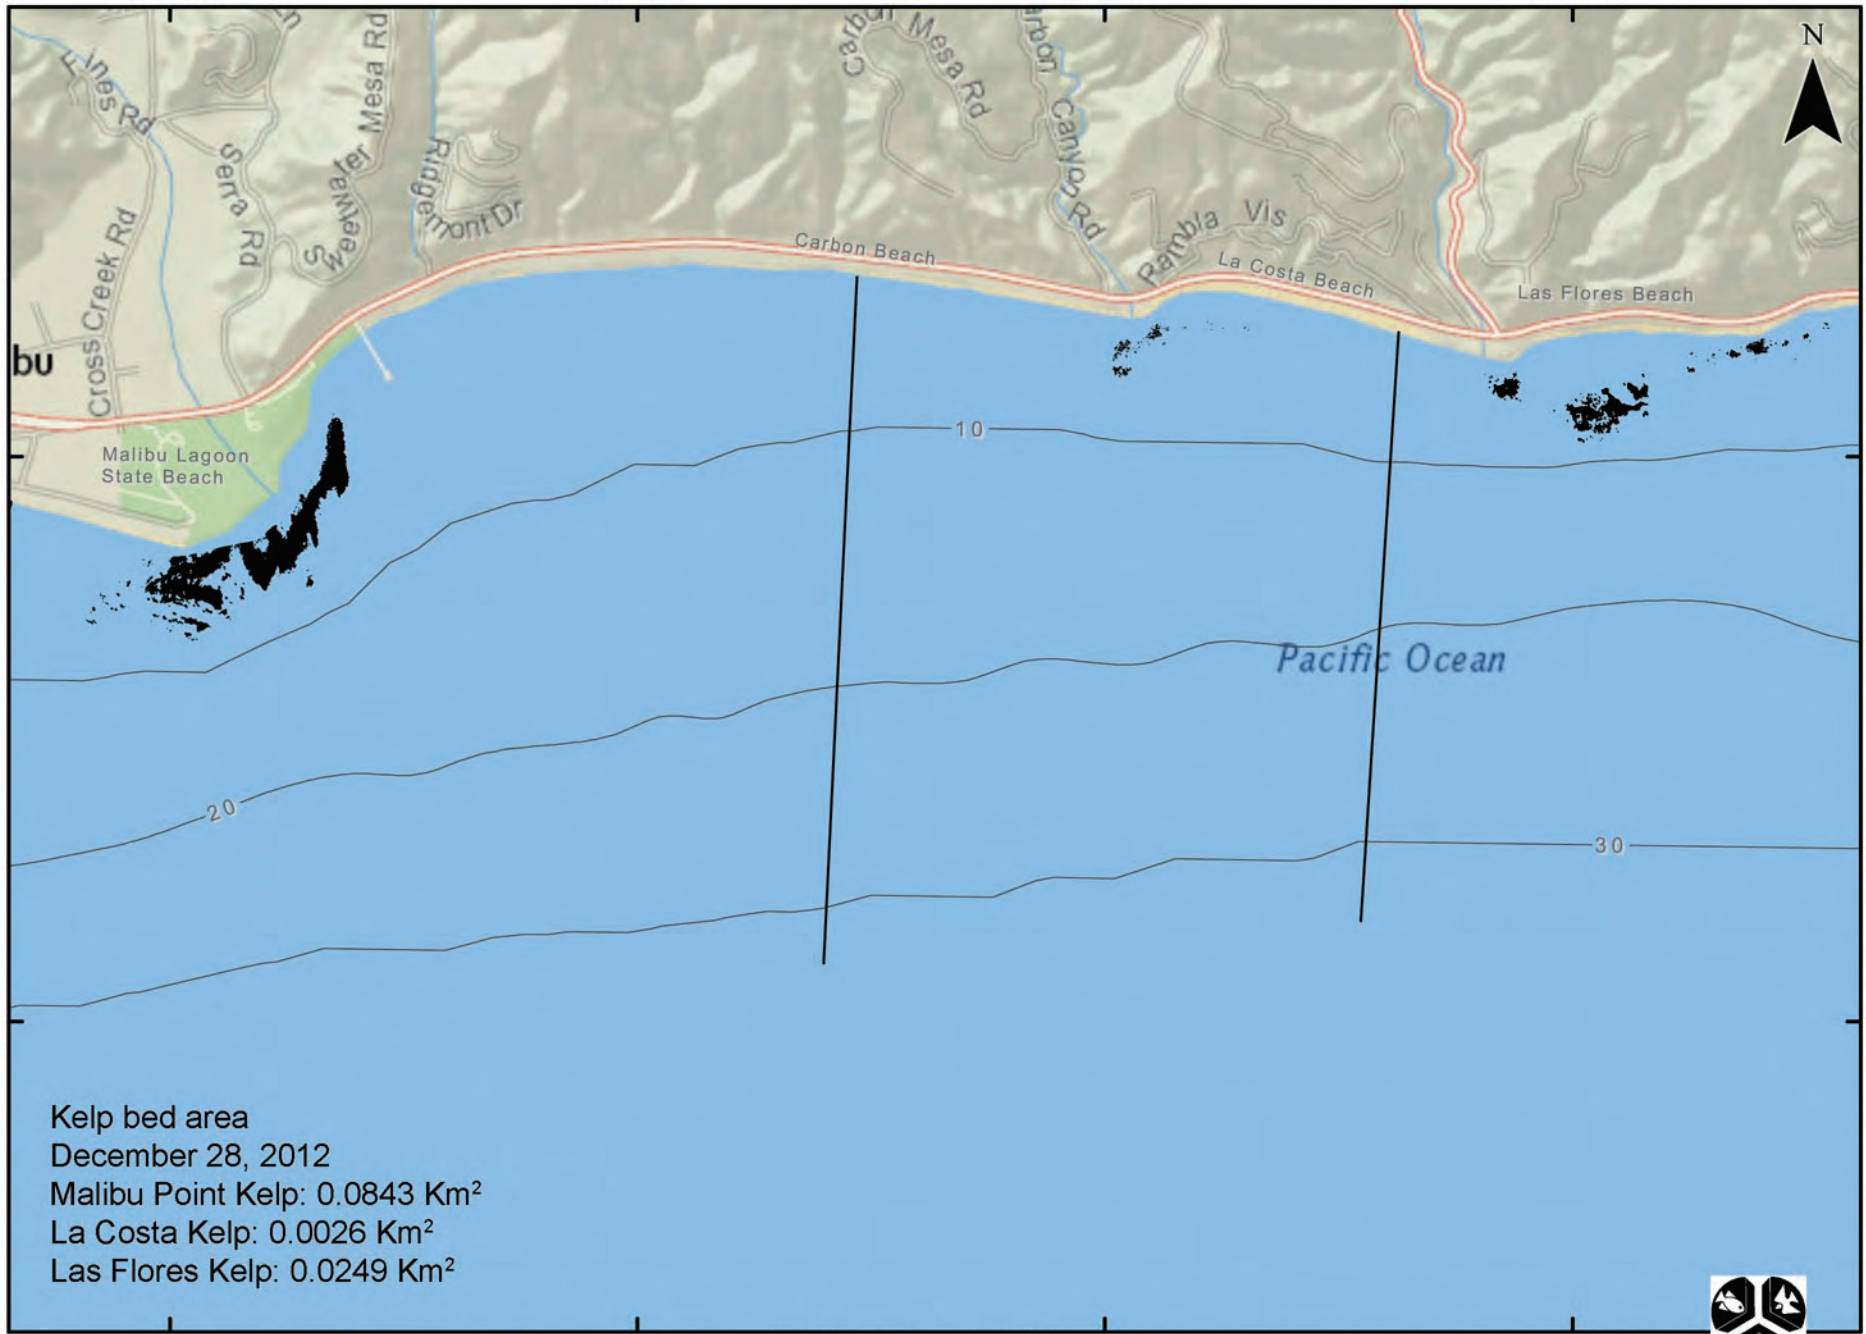 N
Mesa Rd
Carbon
Canyon
Rd
Mesa Rd
Sweetwater
Serra Rd
Ridgemont Dr
Cross Creek Rd
Rambla Vis
Carbon Beach
La Costa Beach
Las Flores Beach
bu
Malibu Lagoon
State Beach
10
Pacific Ocean
20
30
Kelp bed area
December 28, 2012
Malibu Point Kelp: 0.0843 Km²
La Costa Kelp: 0.0026 Km²
Las Flores Kelp: 0.0249 Km²